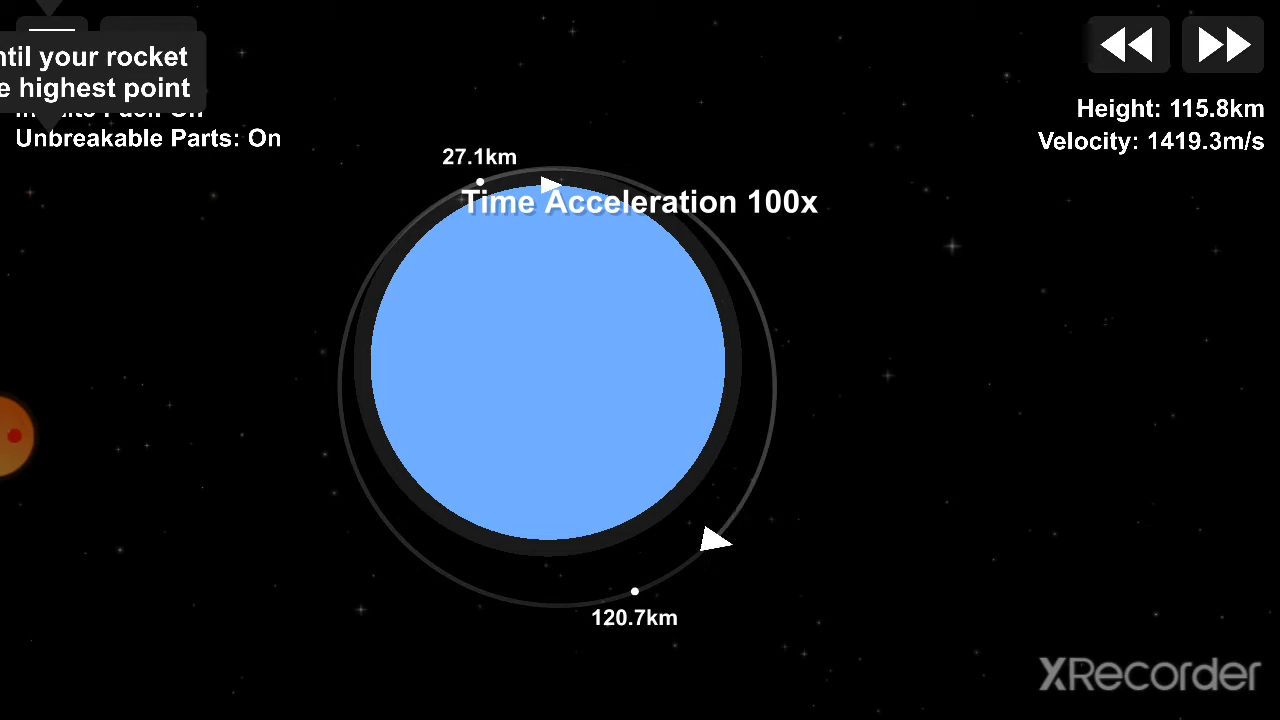 ntil your rocket
e highest point
Unbreakable Parts: On
Height: 115.8km
Velocity: 1419.3m/s
27.1km
Time Acceleration 100x
120.7km
XRecorder